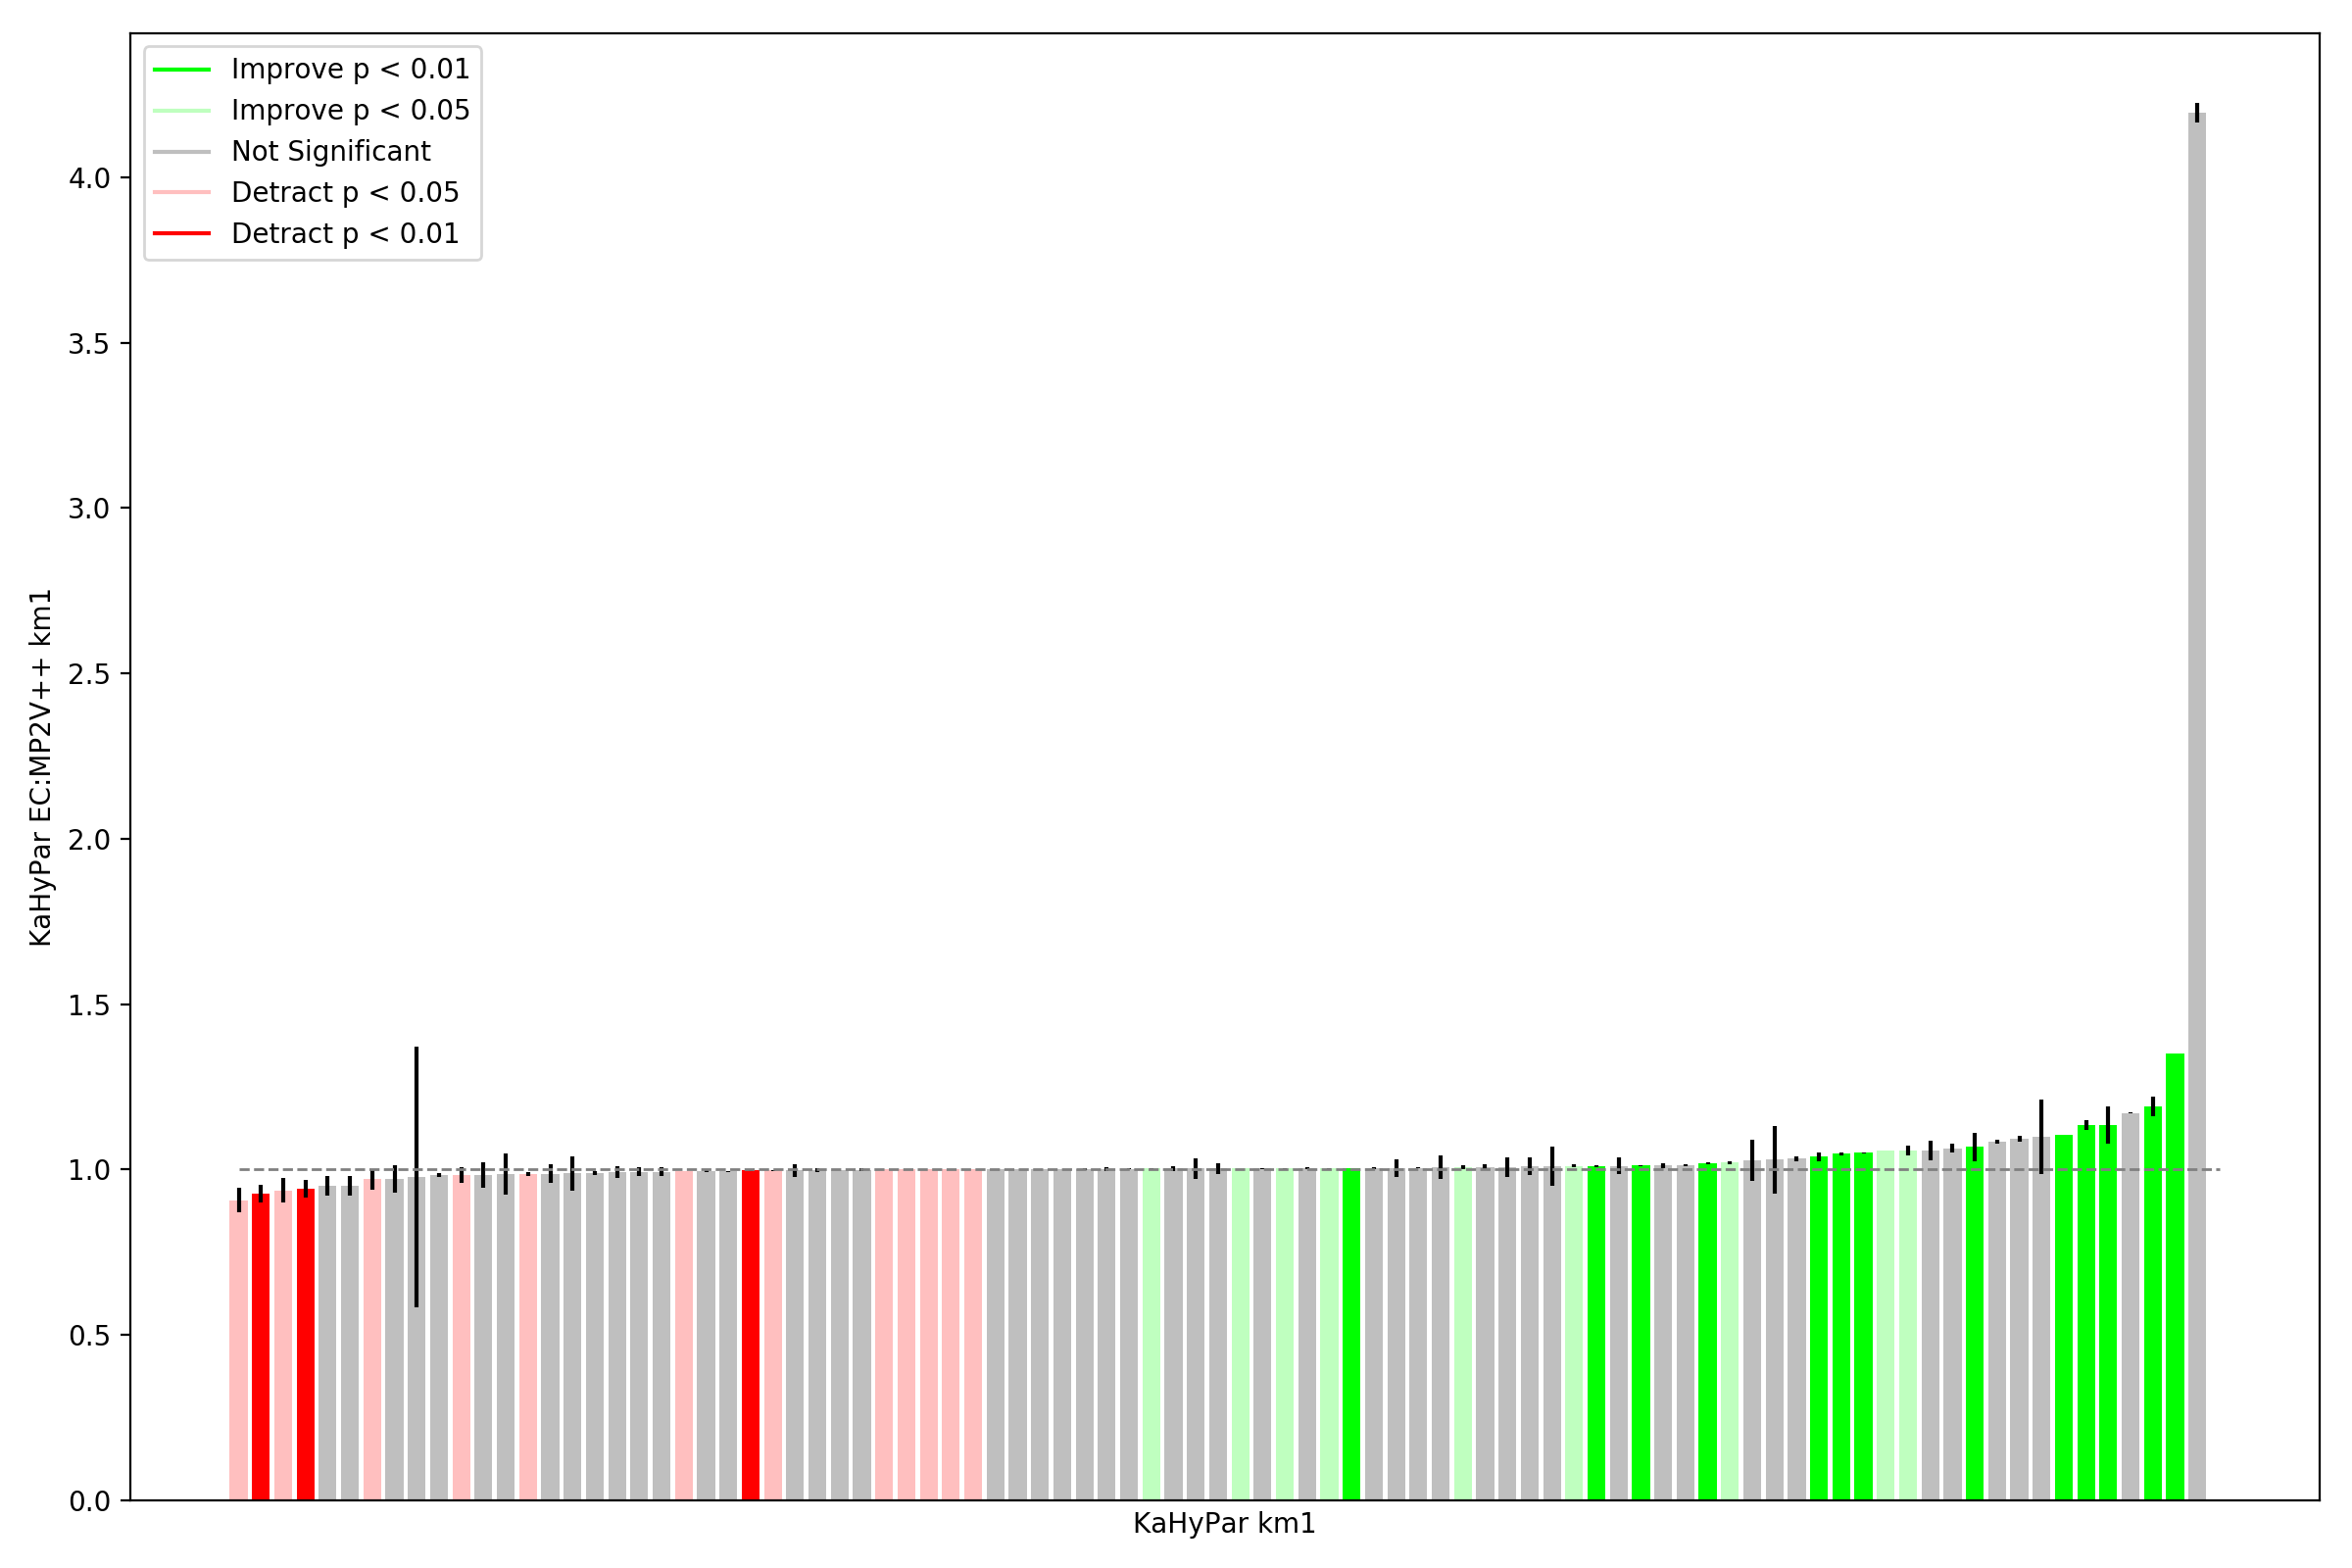 Improve p < 0.01
Improve p < 0.05
Not Significant
Detract p < 0.05
Detract p < 0.01
4.0
3.5
3.0
2.5
2.0
1.5
1.0
0.5
0.0
KaHyPar EC:MP2V++ km1
KaHyPar km1